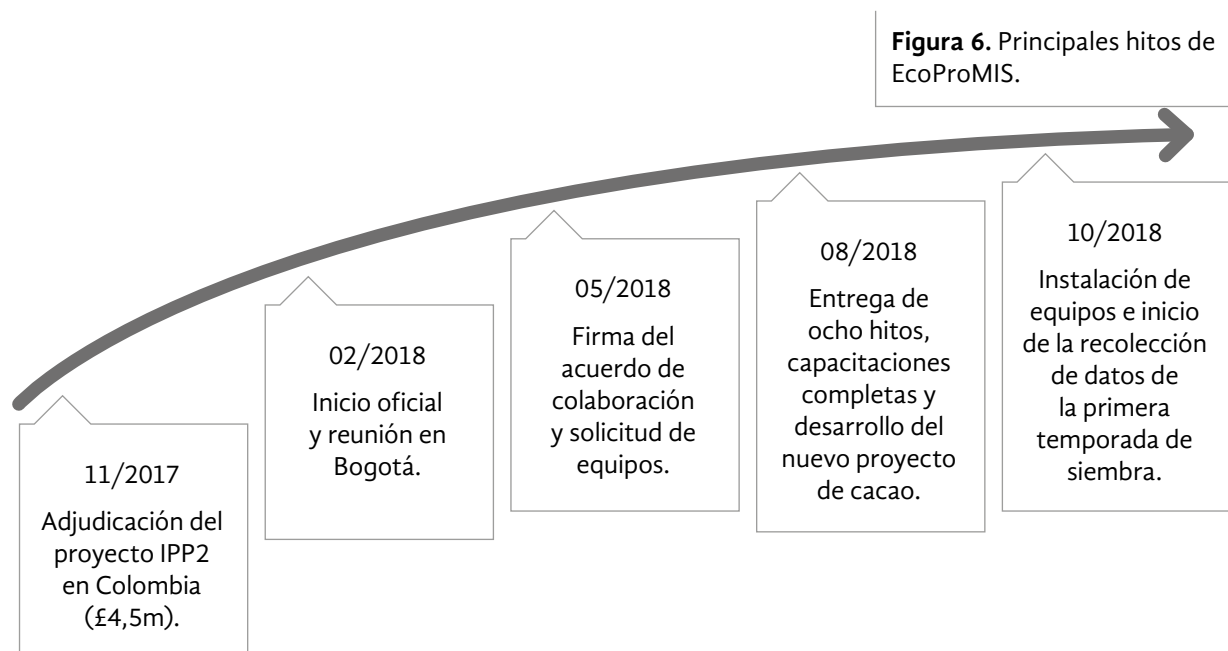 Figura 6. Principales hitos de
EcoProMIS.
11/2017
Adjudicación del
proyecto IPP2
en Colombia
(£4,5m).
02/2018
Inicio oficial
y reunión en
Bogotá.
05/2018
Firma del
acuerdo de
colaboración
y solicitud de
equipos.
08/2018
Entrega de
ocho hitos,
capacitaciones
completas y
desarrollo del
nuevo proyecto
de cacao.
10/2018
Instalación de
equipos e inicio
de la recolección
de datos de
la primera
temporada de
siembra.